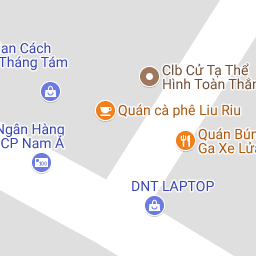 an Cách
Tháng Tám
Clb Cử Tạ Thể
Hình Toàn Thắn
Quán cà phê Liu Riu
Ngân Hàng
CP Nam Á
Quán Bún
Ga Xe Lửa
DNT LAPTOP